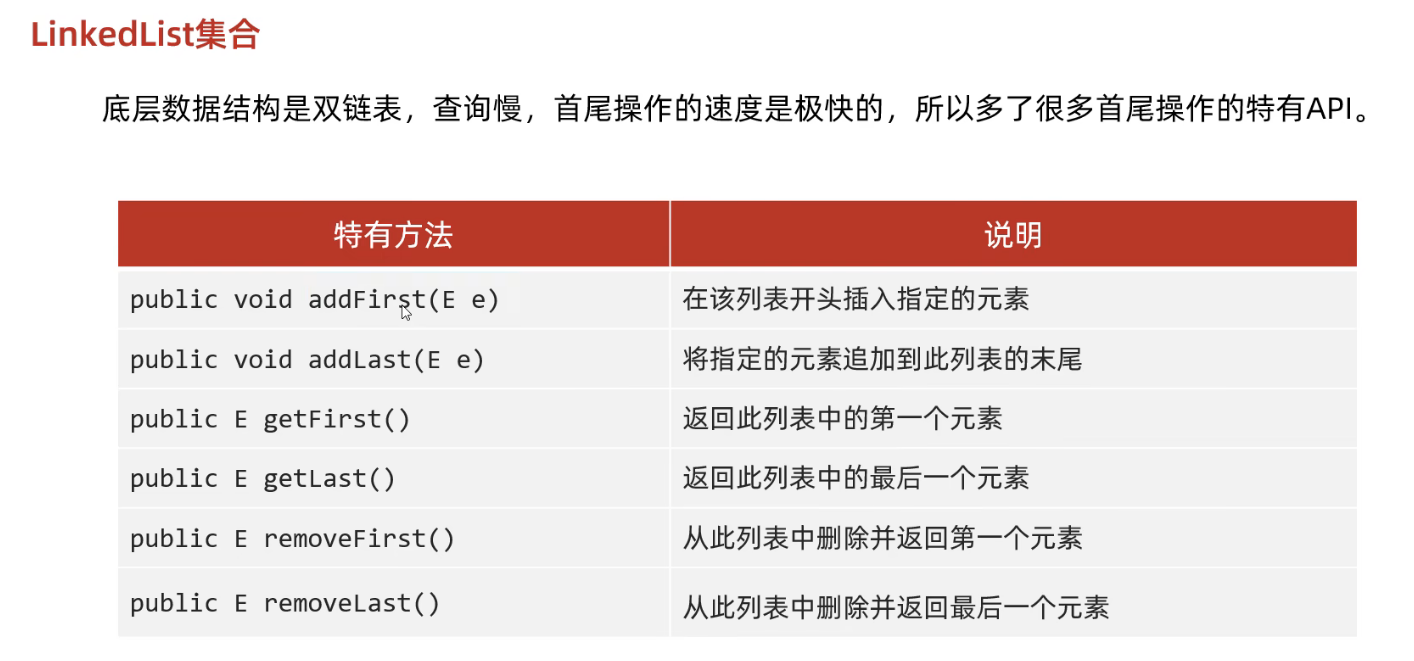 LinkedList集合
底层数据结构是双链表，查询慢，首尾操作的速度是极快的，所以多了很多首尾操作的特有API。
特有方法 说明
public void addFirst(E e) 在该列表开头插入指定的元素
public void addLast(E e) 将指定的元素追加到此列表的末尾
public E getFirst() 返回此列表中的第一个元素
public E getLast() 返回此列表中的最后一个元素
public E removeFirst() 从此列表中删除并返回第一个元素
public E removeLast() 从此列表中删除并返回最后一个元素